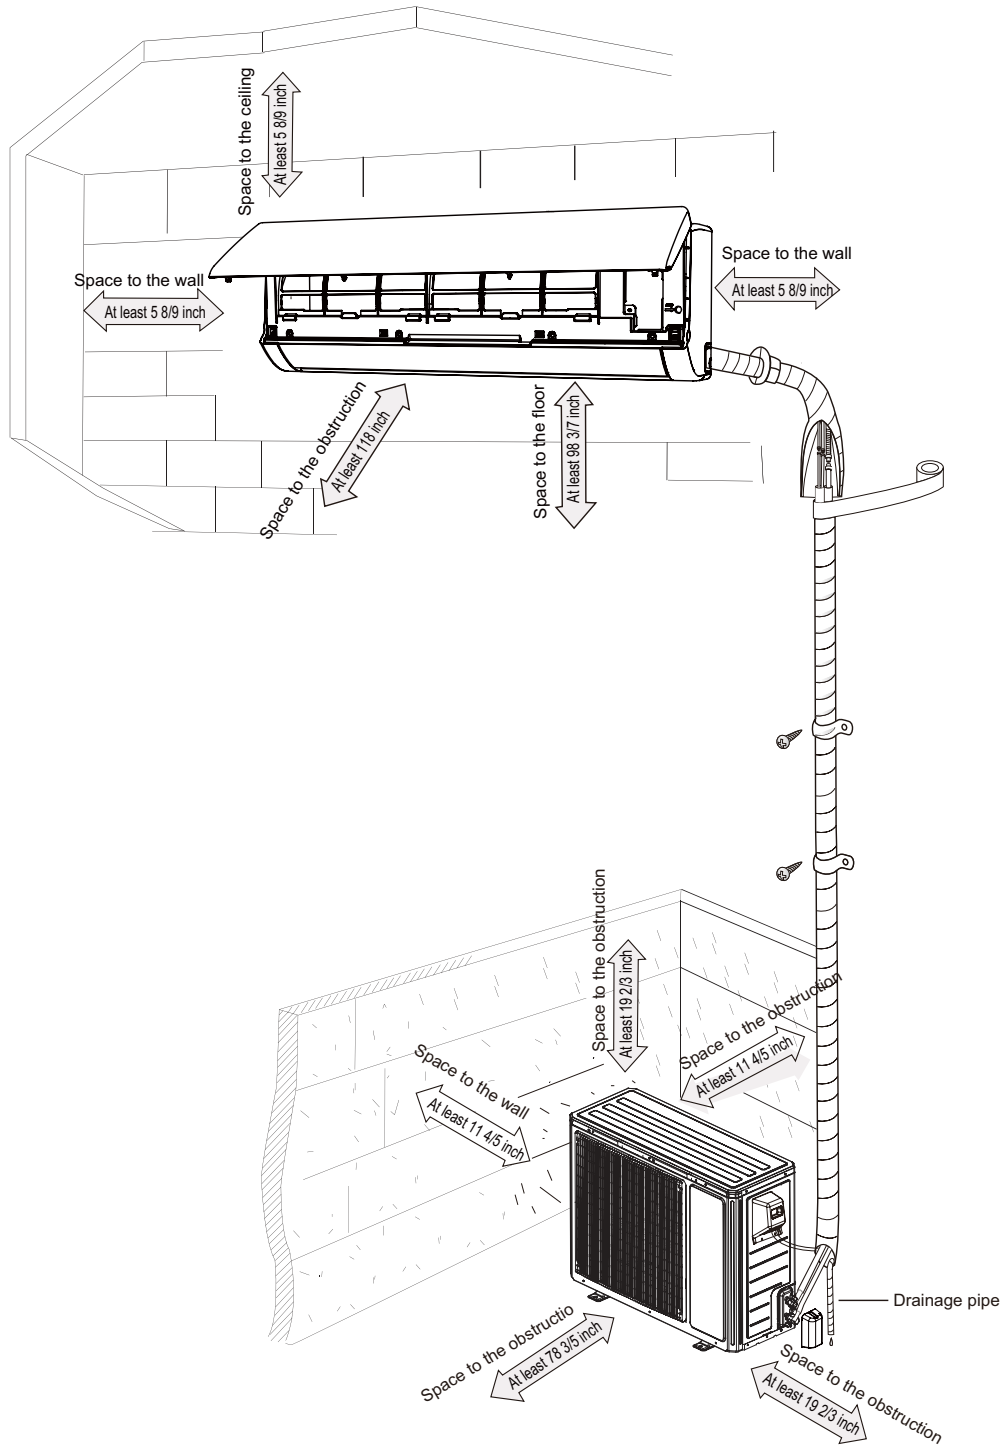 Space to the ceiling
At least 5 8/9 inch
Space to the wall
At least 5 8/9 inch
Space to the wall
At least 5 8/9 inch
Space to the obstruction
At least 118 inch
Space to the floor
At least 98 3/7 inch
Space to the obstruction
At least 19 2/3 inch
Space to the obstruction
At least 11 4/5 inch
Space to the wall
At least 11 4/5 inch
Drainage pipe
Space to the obstructio
At least 78 3/5 inch
Space to the obstruction
At least 19 2/3 inch